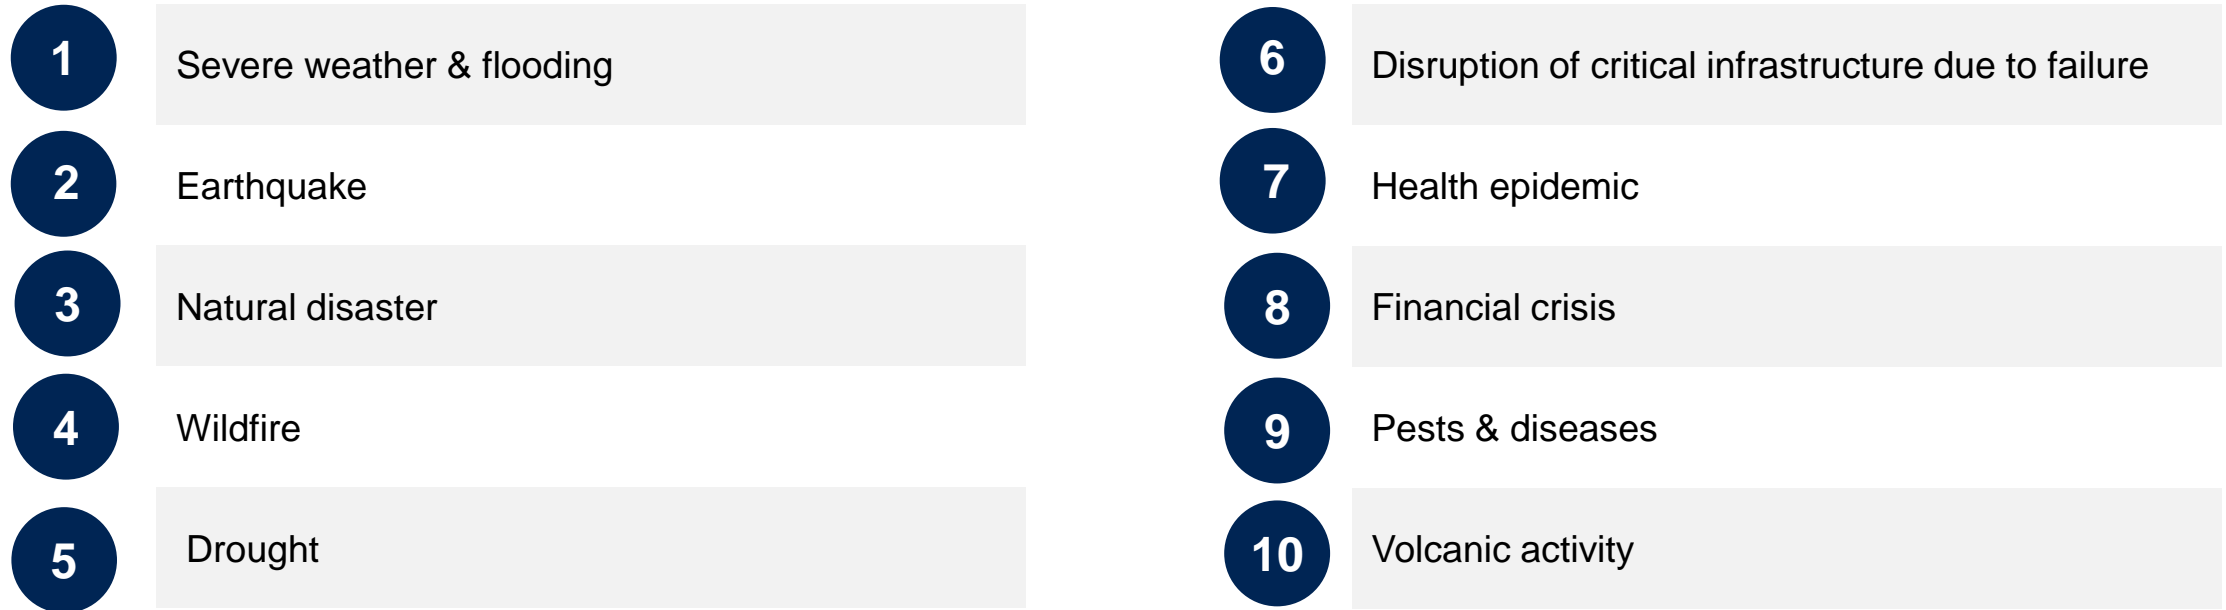 1 Severe weather & flooding
2 Earthquake
3 Natural disaster
4 Wildfire
5 Drought
6 Disruption of critical infrastructure due to failure
7 Health epidemic
8 Financial crisis
9 Pests & diseases
10 Volcanic activity